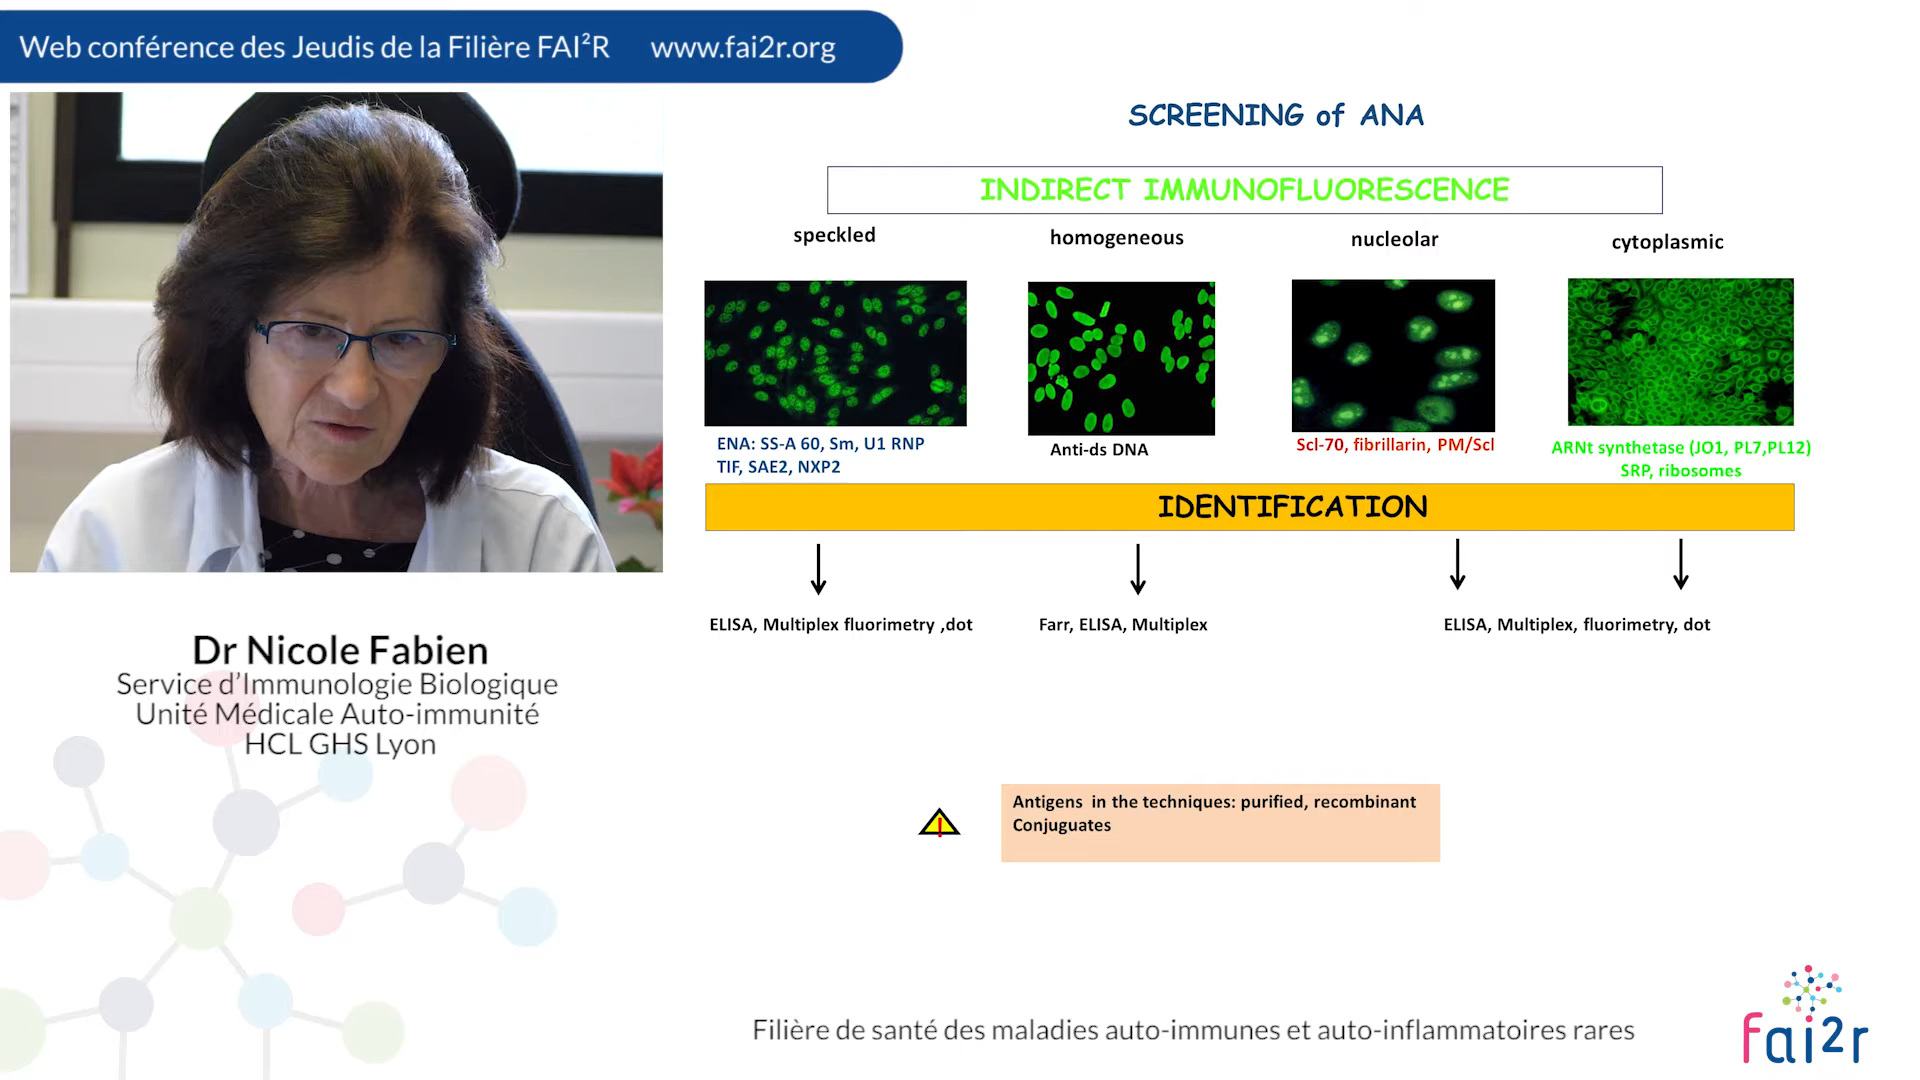 Web conférence des Jeudis de la Filière FAI²R www.fai2r.org
SCREENING of ANA
INDIRECT IMMUNOFLUORESCENCE
speckled
homogeneous
nucleolar
cytoplasmic
ENA: SS-A 60, Sm, U1 RNP
TIF, SAE2, NXP2
Anti-ds DNA
Scl-70, fibrillarin, PM/Scl
ARNt synthetase (JO1, PL7,PL12)
SRP, ribosomes
IDENTIFICATION
ELISA, Multiplex fluorimetry ,dot
Farr, ELISA, Multiplex
ELISA, Multiplex, fluorimetry, dot
Dr Nicole Fabien
Service d'Immunologie Biologique
Unité Médicale Auto-immunité
HCL GHS Lyon
!
Antigens in the techniques: purified, recombinant
Conjuguates
Filière de santé des maladies auto-immunes et auto-inflammatoires rares
fai2r